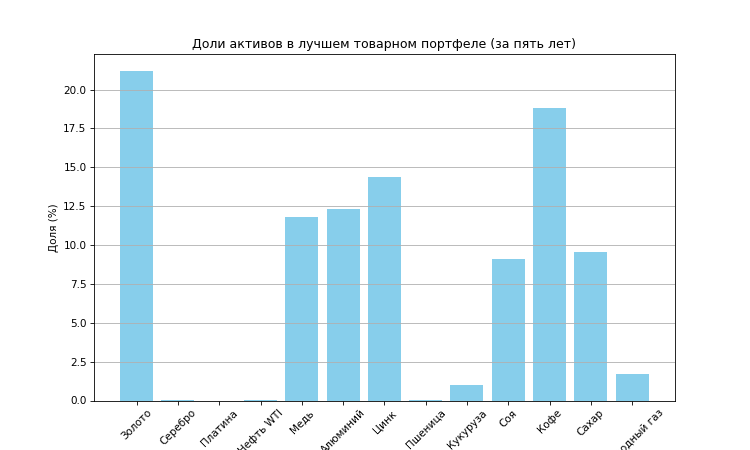 Доли активов в лучшем товарном портфеле (за пять лет)
Доля (%)
20.0
17.5
15.0
12.5
10.0
7.5
5.0
2.5
0.0
Золото
Серебро
Платина
Нефть WTI
Медь
Алюминий
Цинк
Пшеница
Кукуруза
Соя
Кофе
Сахар
газ